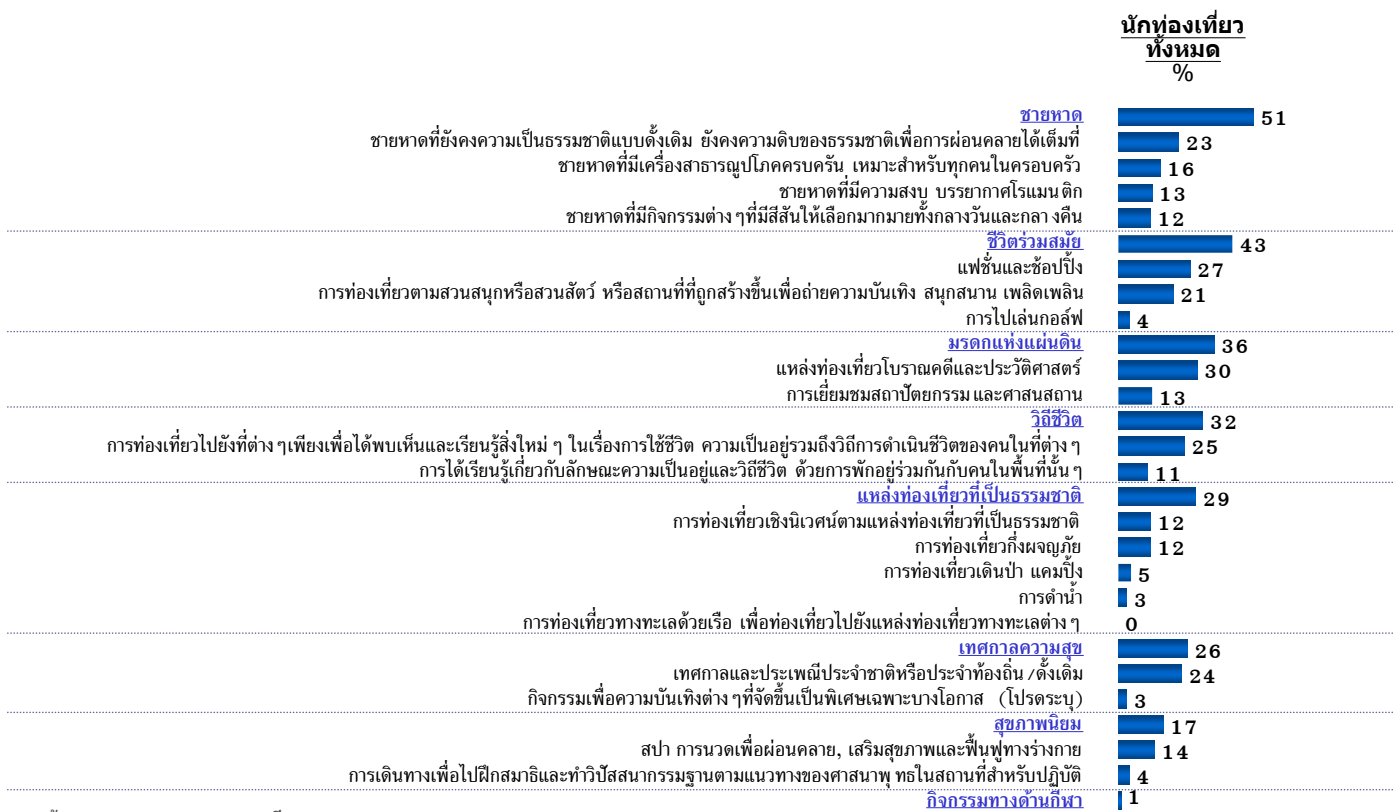 นักท่องเที่ยว
ทั้งหมด
%
ชายหาด 51
ชายหาดที่ยังคงความเป็นธรรมชาติแบบดั้งเดิม ยังคงความดิบของธรรมชาติเพื่อการผ่อนคลายได้เต็มที่ 23
ชายหาดที่มีเครื่องสาธารณูปโภคครบครัน เหมาะสำหรับทุกคนในครอบครัว 16
ชายหาดที่มีความสงบ บรรยากาศโรแมนติก 13
ชายหาดที่มีกิจกรรมต่าง ๆที่มีสีสันให้เลือกมากมายทั้งกลางวันและกลางคืน 12
ชีวิตร่วมสมัย 43
แฟชั่นและช้อปปิ้ง 27
การท่องเที่ยวตามสวนสนุกหรือสวนสัตว์ หรือสถานที่ที่ถูกสร้างขึ้นเพื่อถ่ายความบันเทิง สนุกสนาน เพลิดเพลิน 21
การไปเล่นกอล์ฟ 4
มรดกแห่งแผ่นดิน 36
แหล่งท่องเที่ยวโบราณคดีและประวัติศาสตร์ 30
การเยี่ยมชมสถาปัตยกรรม และศาสนสถาน 13
วิถีชีวิต 32
การท่องเที่ยวไปยังที่ต่าง ๆเพียงเพื่อได้พบเห็นและเรียนรู้สิ่งใหม่ ๆ ในเรื่องการใช้ชีวิต ความเป็นอยู่รวมถึงวิถีการดำเนินชีวิตของคนในที่ต่าง ๆ 25
การได้เรียนรู้เกี่ยวกับลักษณะความเป็นอยู่และวิถีชีวิต ด้วยการพักอยู่ร่วมกันกับคนในพื้นที่นั้น ๆ 11
แหล่งท่องเที่ยวที่เป็นธรรมชาติ 29
การท่องเที่ยวเชิงนิเวศน์ตามแหล่งท่องเที่ยวที่เป็นธรรมชาติ 12
การท่องเที่ยวกึ่งผจญภัย 12
การท่องเที่ยวเดินป่า แคมปิ้ง 5
การดำน้ำ 3
การท่องเที่ยวทางทะเลด้วยเรือ เพื่อท่องเที่ยวไปยังแหล่งท่องเที่ยวทางทะเลต่าง ๆ 0
เทศกาลความสุข 26
เทศกาลและประเพณีประจำชาติหรือประจำท้องถิ่น /ดั้งเดิม 24
กิจกรรมเพื่อความบันเทิงต่าง ๆที่จัดขึ้นเป็นพิเศษเฉพาะบางโอกาส (โปรดระบุ) 3
สุขภาพนิยม 17
สปา การนวดเพื่อผ่อนคลาย, เสริมสุขภาพและฟื้นฟูทางร่างกาย 14
การเดินทางเพื่อไปฝึกสมาธิและทำวิปัสสนากรรมฐานตามแนวทางของศาสนาพุทธในสถานที่สำหรับปฏิบัติ 4
กิจกรรมทางด้านกีฬา 1